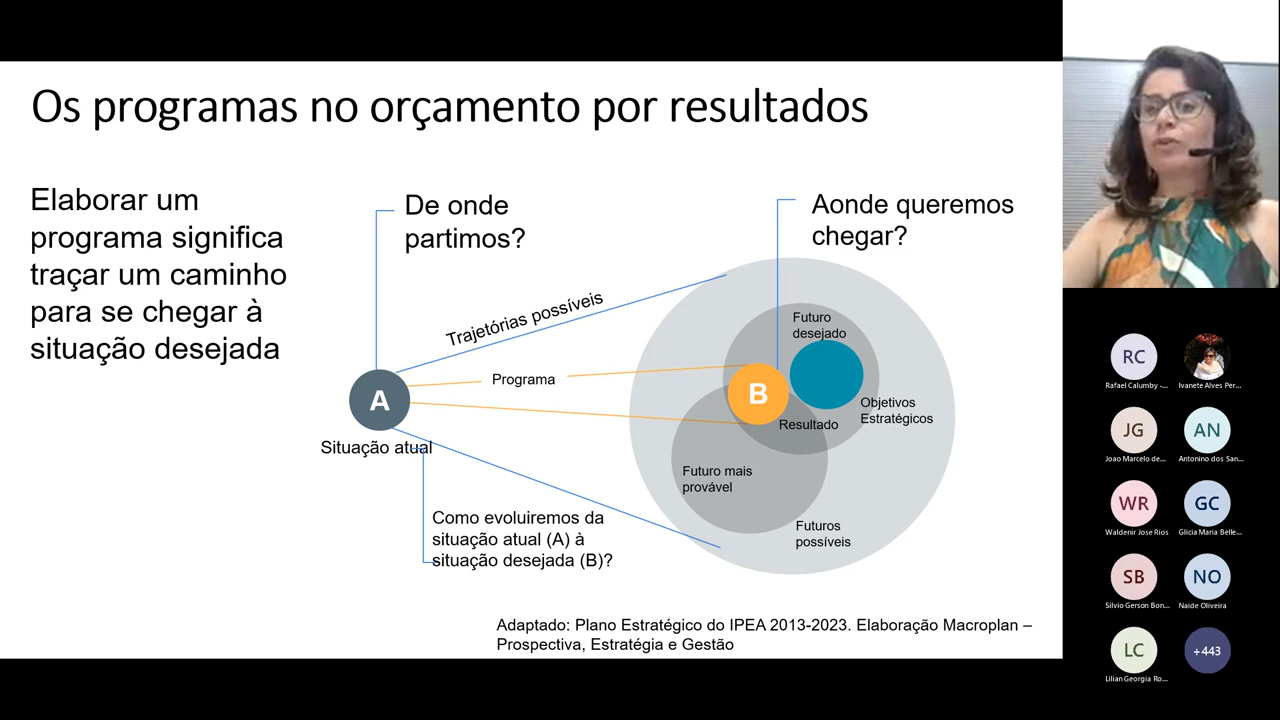 Os programas no orçamento por resultados
Elaborar um
programa significa
traçar um caminho
para se chegar à
situação desejada
De onde
partimos?
Aonde queremos
chegar?
Trajetórias possíveis
Programa
A
Situação atual
Futuro
desejado
B
Resultado
Objetivos
Estratégicos
Futuro mais
provável
Futuros
possíveis
Como evoluiremos da
situação atual (A) à
situação desejada (B)?
Adaptado: Plano Estratégico do IPEA 2013-2023. Elaboração Macroplan –
Prospectiva, Estratégia e Gestão
RC
Rafael Calumby -...
Ivanete Alves Per...
JG
Joao Marcelo de...
AN
Antonino dos San...
WR
Waldenir Jose Rios
GC
Glicia Maria Belle...
SB
Silvio Gerson Bon...
NO
Naide Oliveira
LC
Lilian Georgia Ro...
+443